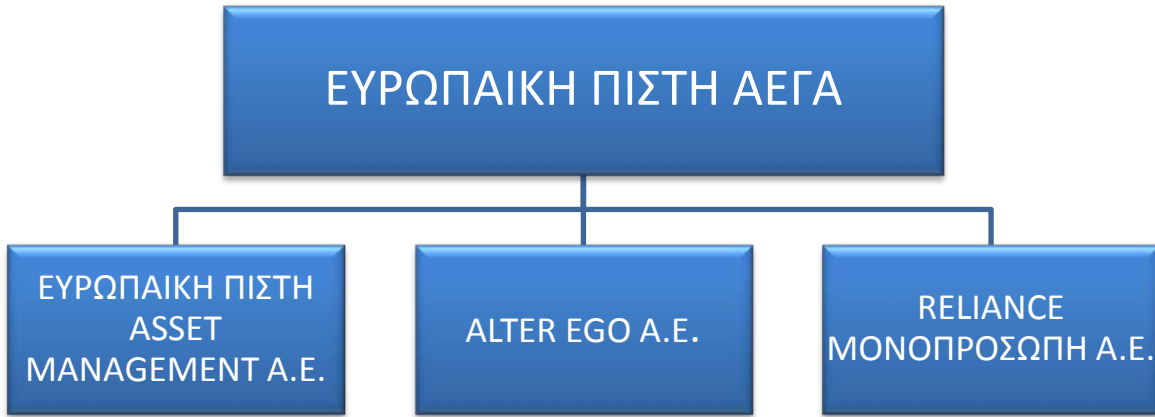 ΕΥΡΩΠΑΙΚΗ ΠΙΣΤΗ ΑΕΓΑ
ΕΥΡΩΠΑΙΚΗ ΠΙΣΤΗ
ASSET
MANAGEMENT Α.Ε.
ALTER EGO Α.Ε.
RELIANCE
ΜΟΝΟΠΡΟΣΩΠΗ Α.Ε.